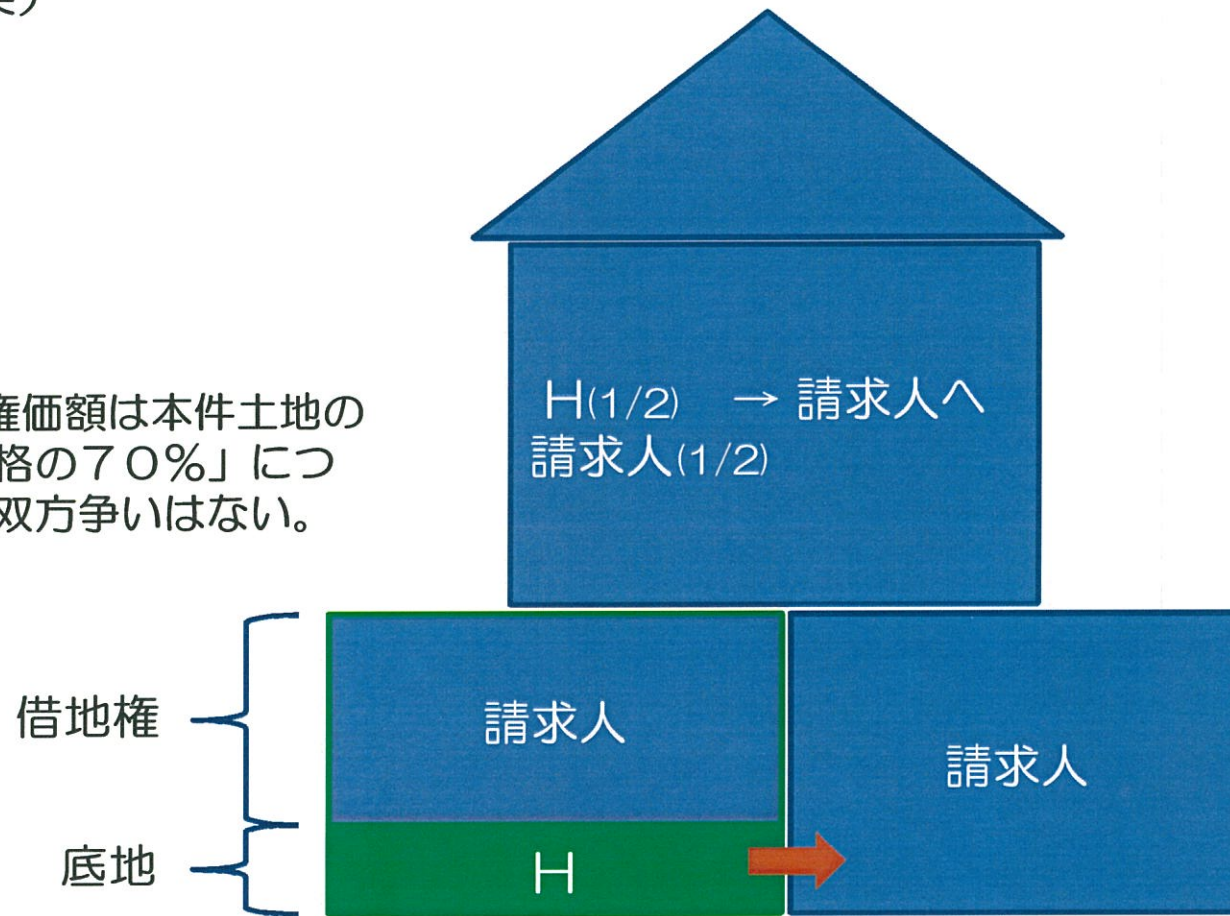 H(1/2) → 請求人へ
請求人(1/2)
権価額は本件土地の
格の70%」につ
双方争いはない。
借地権
請求人
請求人
底地
H